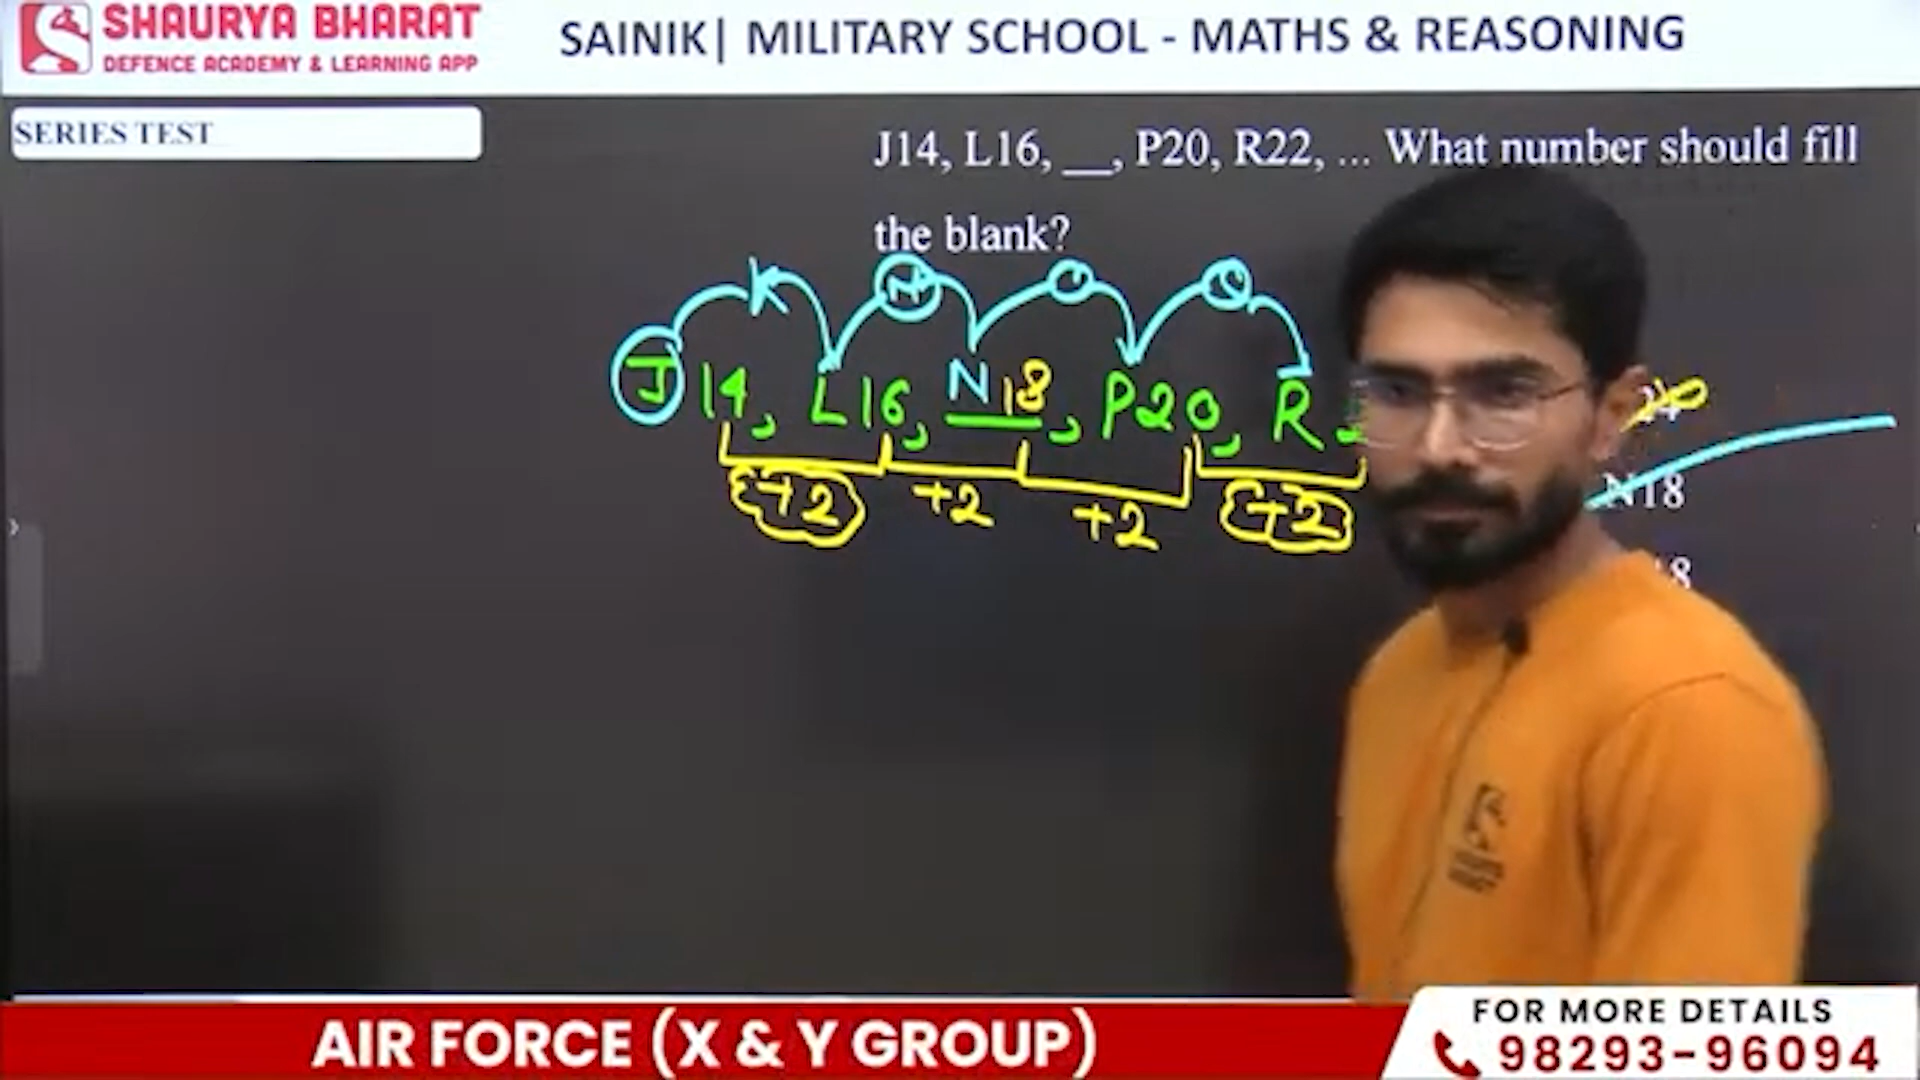 SHAURYA BHARAT
DEFENCE ACADEMY & LEARNING APP
SAINIK| MILITARY SCHOOL - MATHS & REASONING
SERIES TEST
J14, L16, __, P20, R22, ... What number should fill
the blank?
K M O Q
J14, L16, N18, P20, R
+2 +2 +2 +2
N18
18
AIR FORCE (X & Y GROUP)
FOR MORE DETAILS
98293-96094